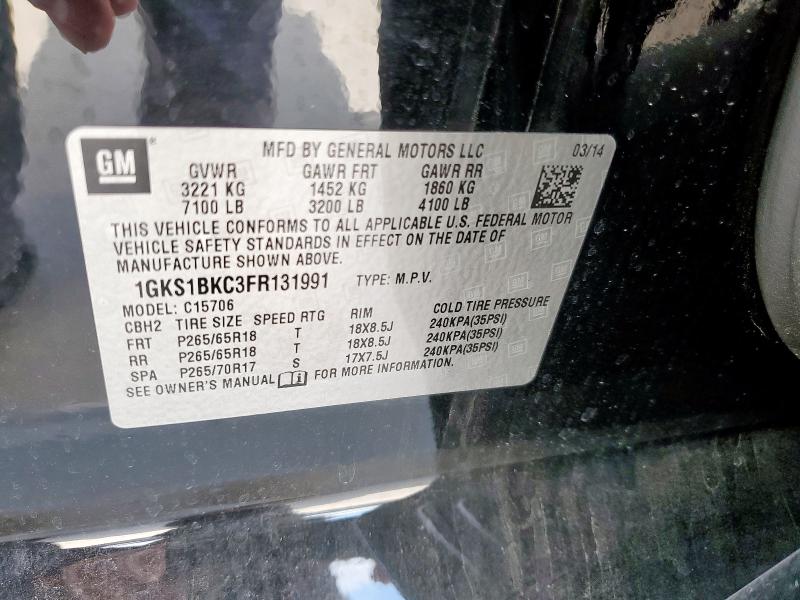 GM ®
MFD BY GENERAL MOTORS LLC 03/14
GVWR GAWR FRT GAWR RR
3221 KG 1452 KG 1860 KG
7100 LB 3200 LB 4100 LB
THIS VEHICLE CONFORMS TO ALL APPLICABLE U.S. FEDERAL MOTOR
VEHICLE SAFETY STANDARDS IN EFFECT ON THE DATE OF
MANUFACTURE SHOWN ABOVE.
1GKS1BKC3FR131991 TYPE: M.P.V.
MODEL: C15706
CBH2 TIRE SIZE SPEED RTG RIM COLD TIRE PRESSURE
FRT P265/65R18 T 18X8.5J 240KPA(35PSI)
RR P265/65R18 T 18X8.5J 240KPA(35PSI)
SPA P265/70R17 S 17X7.5J 240KPA(35PSI)
SEE OWNER'S MANUAL FOR MORE INFORMATION.